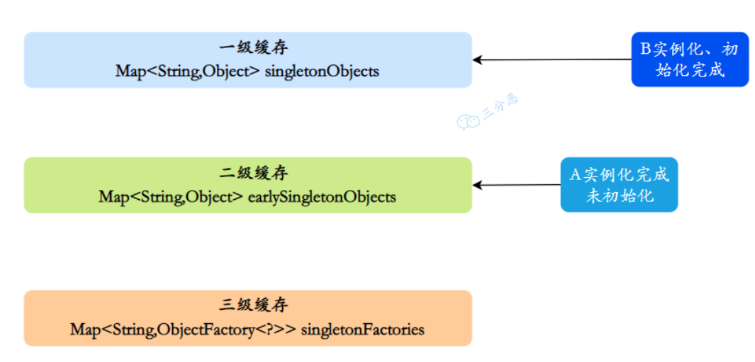 一级缓存
Map<String,Object> singletonObjects
B实例化、初
始化完成
三分恶
二级缓存
Map<String,Object> earlySingletonObjects
A实例化完成
未初始化
三级缓存
Map<String,ObjectFactory<?>> singletonFactories